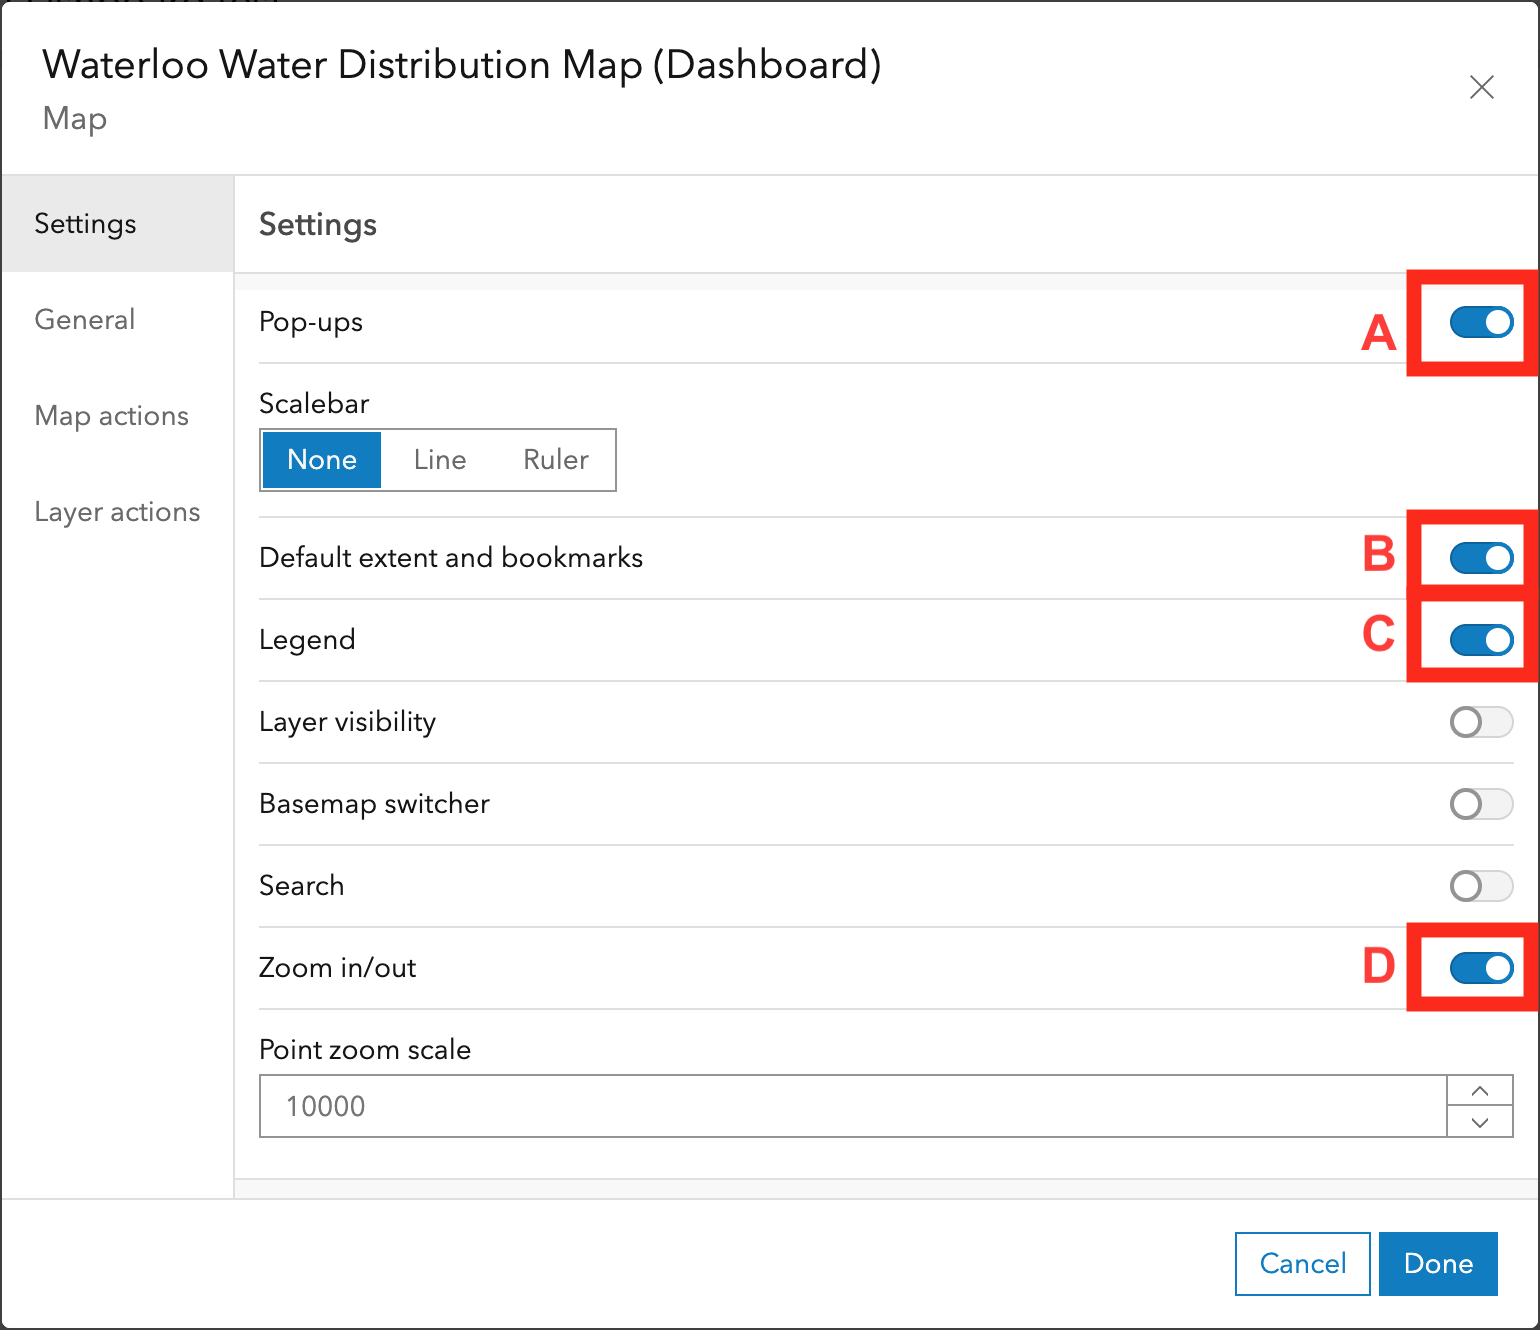 Waterloo Water Distribution Map (Dashboard)
Map
Settings
General
Map actions
Layer actions
Settings
Pop-ups
A
Scalebar
None Line Ruler
Default extent and bookmarks
B
Legend
C
Layer visibility
Basemap switcher
Search
Zoom in/out
D
Point zoom scale
10000
Cancel Done